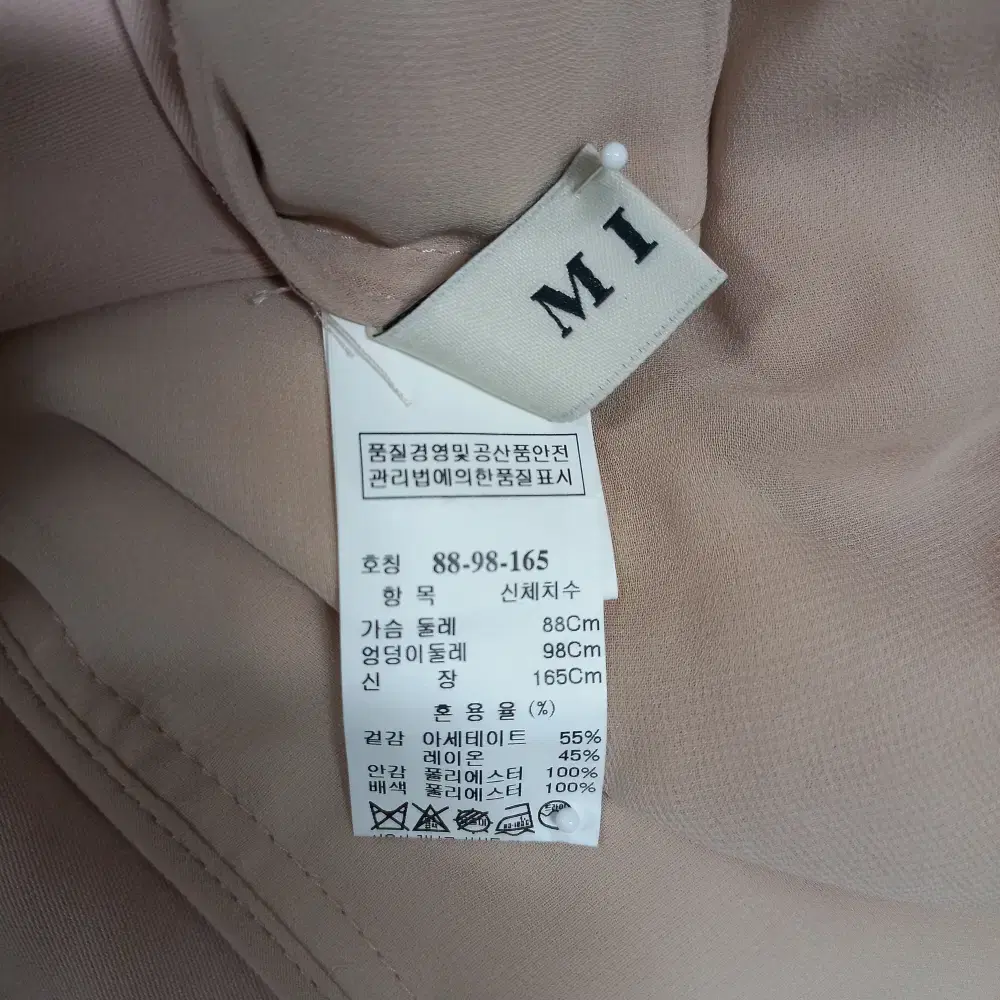 MI
품질경영및공산품안전
관리법에의한품질표시
호칭 88-98-165
항 목 신체치수
가슴 둘레 88Cm
엉덩이둘레 98Cm
신 장 165Cm
혼 용 율 (%)
겉감 아세테이트 55%
레이온 45%
안감 폴리에스터 100%
배색 폴리에스터 100%